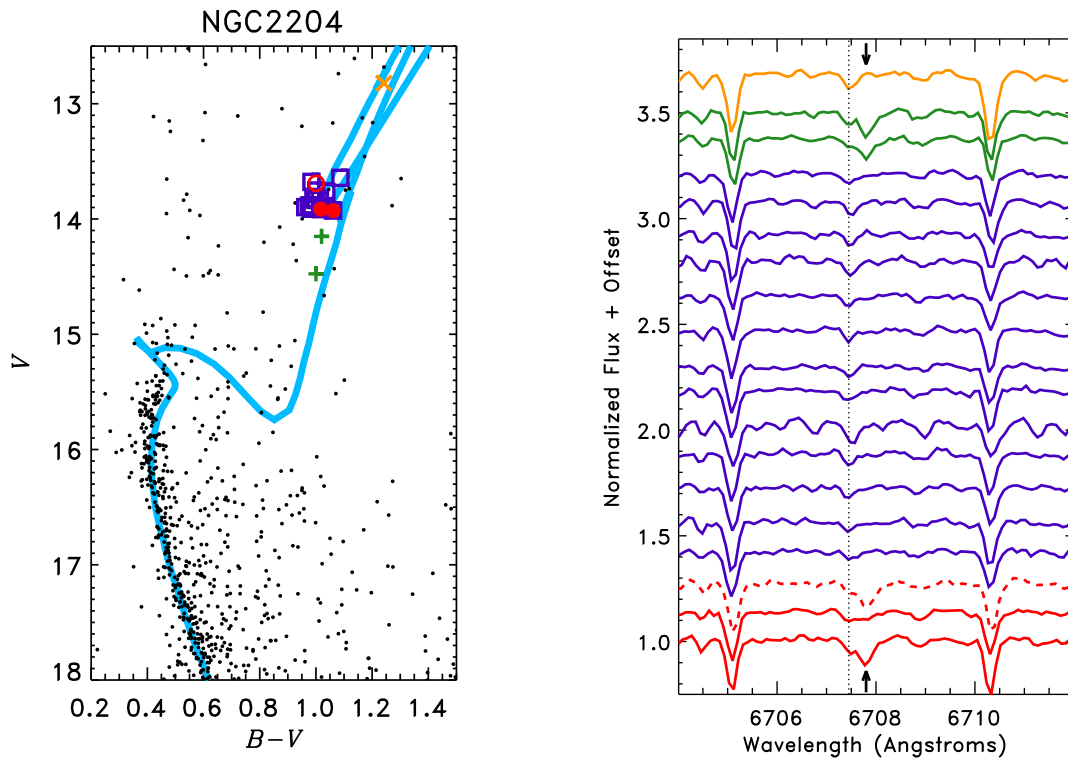 NGC2204
13
14
15
16
17
18
V
0.2 0.4 0.6 0.8 1.0 1.2 1.4
B−V
3.5
3.0
2.5
2.0
1.5
1.0
Normalized Flux + Offset
6706 6708 6710
Wavelength (Angstroms)